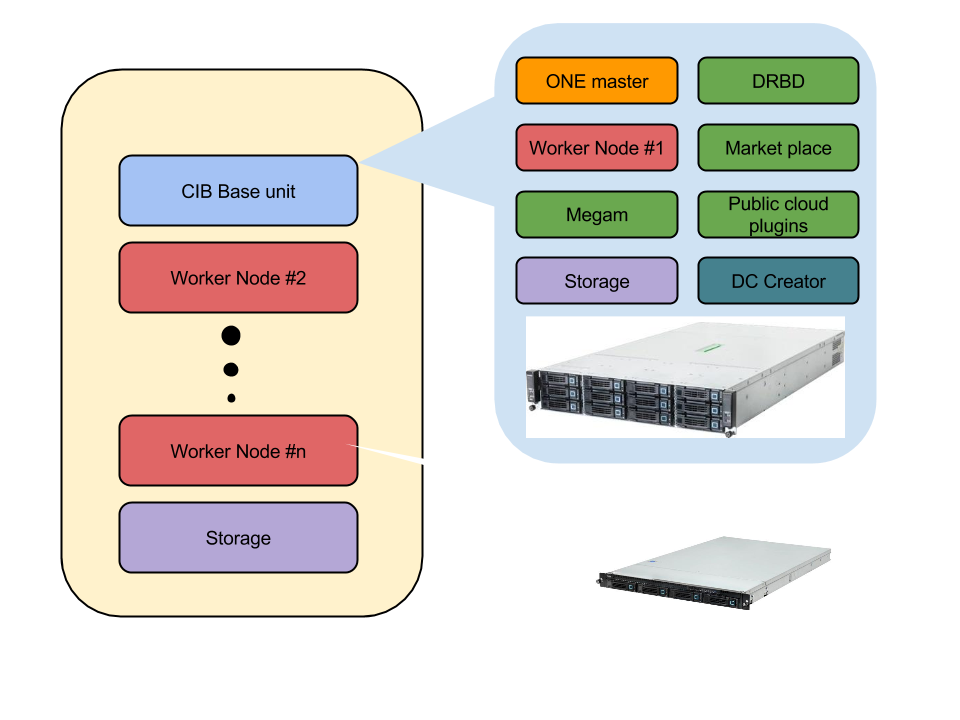 CIB Base unit
Worker Node #2
Worker Node #n
Storage
ONE master
DRBD
Worker Node #1
Market place
Megam
Public cloud
plugins
Storage
DC Creator